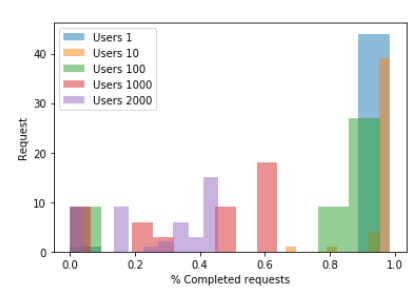 Users 1
Users 10
Users 100
Users 1000
Users 2000
Request
40
30
20
10
0
0.0 0.2 0.4 0.6 0.8 1.0
% Completed requests